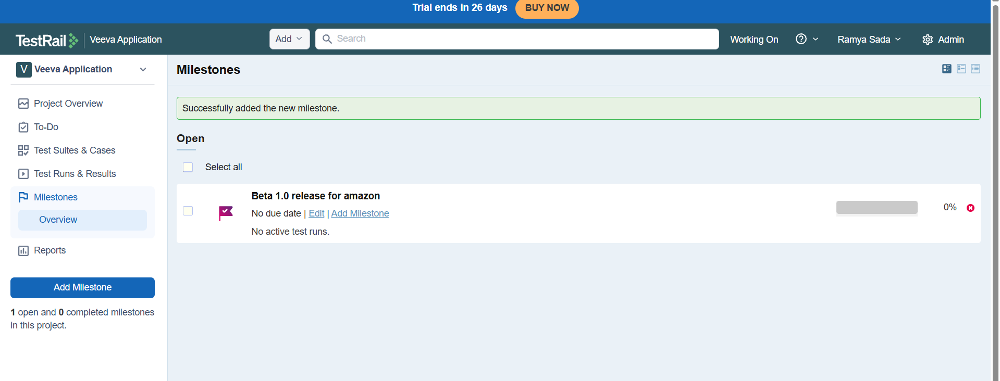 Trial ends in 26 days BUY NOW
TestRail Veeva Application Add Search Working On Ramya Sada Admin
V Veeva Application
Milestones
Project Overview
To-Do
Test Suites & Cases
Test Runs & Results
Milestones
Overview
Reports
Add Milestone
1 open and 0 completed milestones
in this project.
Successfully added the new milestone.
Open
Select all
Beta 1.0 release for amazon
No due date | Edit | Add Milestone
No active test runs.
0%